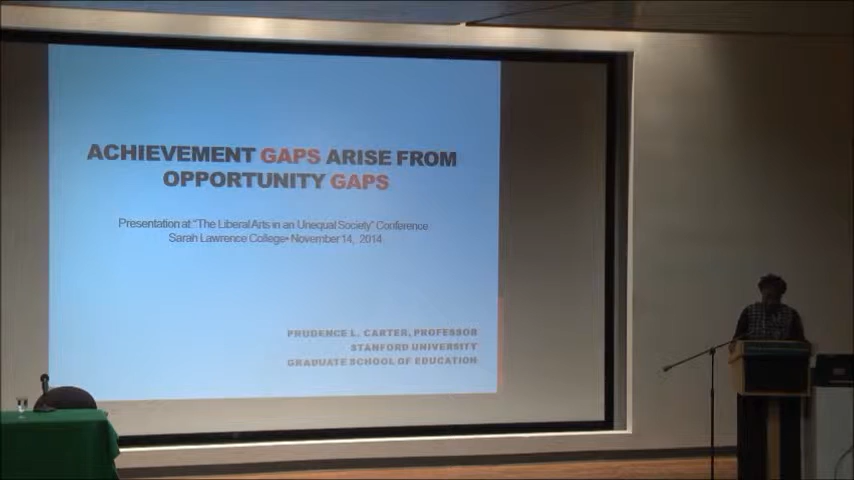 ACHIEVEMENT GAPS ARISE FROM
OPPORTUNITY GAPS
Presentation at "The Liberal Arts in an Unequal Society" Conference
Sarah Lawrence College• November 14, 2014
PRUDENCE L. CARTER, PROFESSOR
STANFORD UNIVERSITY
GRADUATE SCHOOL OF EDUCATION